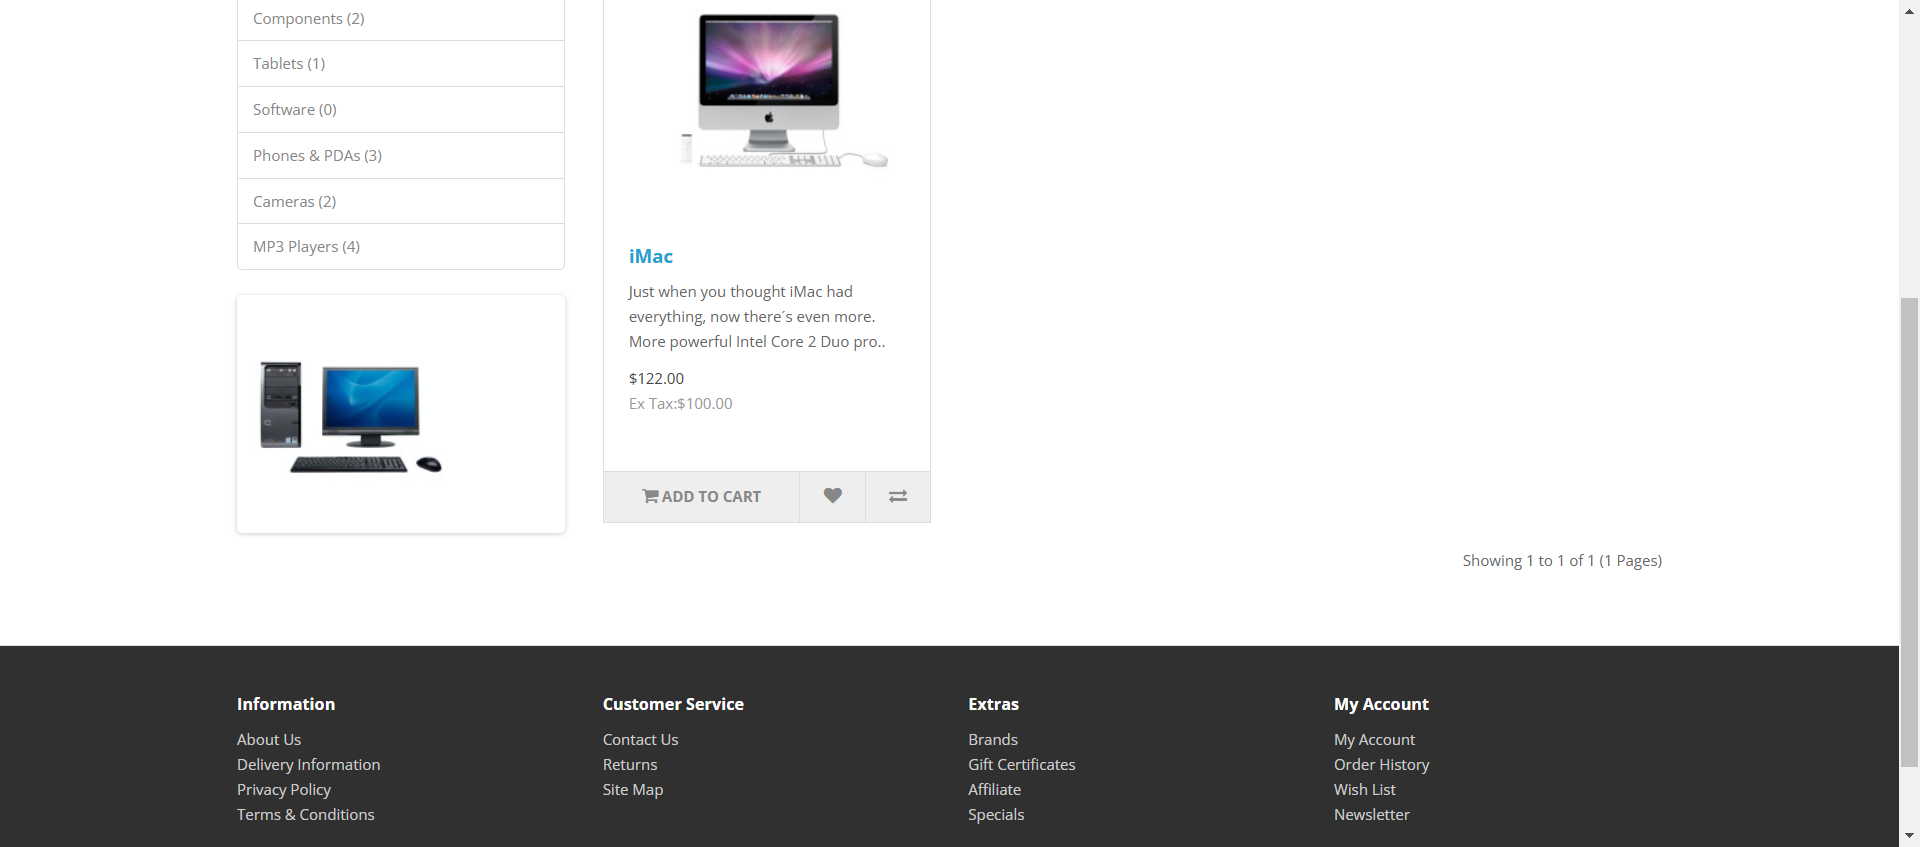 Components (2)
Tablets (1)
Software (0)
Phones & PDAs (3)
Cameras (2)
MP3 Players (4)
iMac
Just when you thought iMac had
everything, now there´s even more.
More powerful Intel Core 2 Duo pro..
$122.00
Ex Tax:$100.00
ADD TO CART
Showing 1 to 1 of 1 (1 Pages)
Information
About Us
Delivery Information
Privacy Policy
Terms & Conditions
Customer Service
Contact Us
Returns
Site Map
Extras
Brands
Gift Certificates
Affiliate
Specials
My Account
My Account
Order History
Wish List
Newsletter